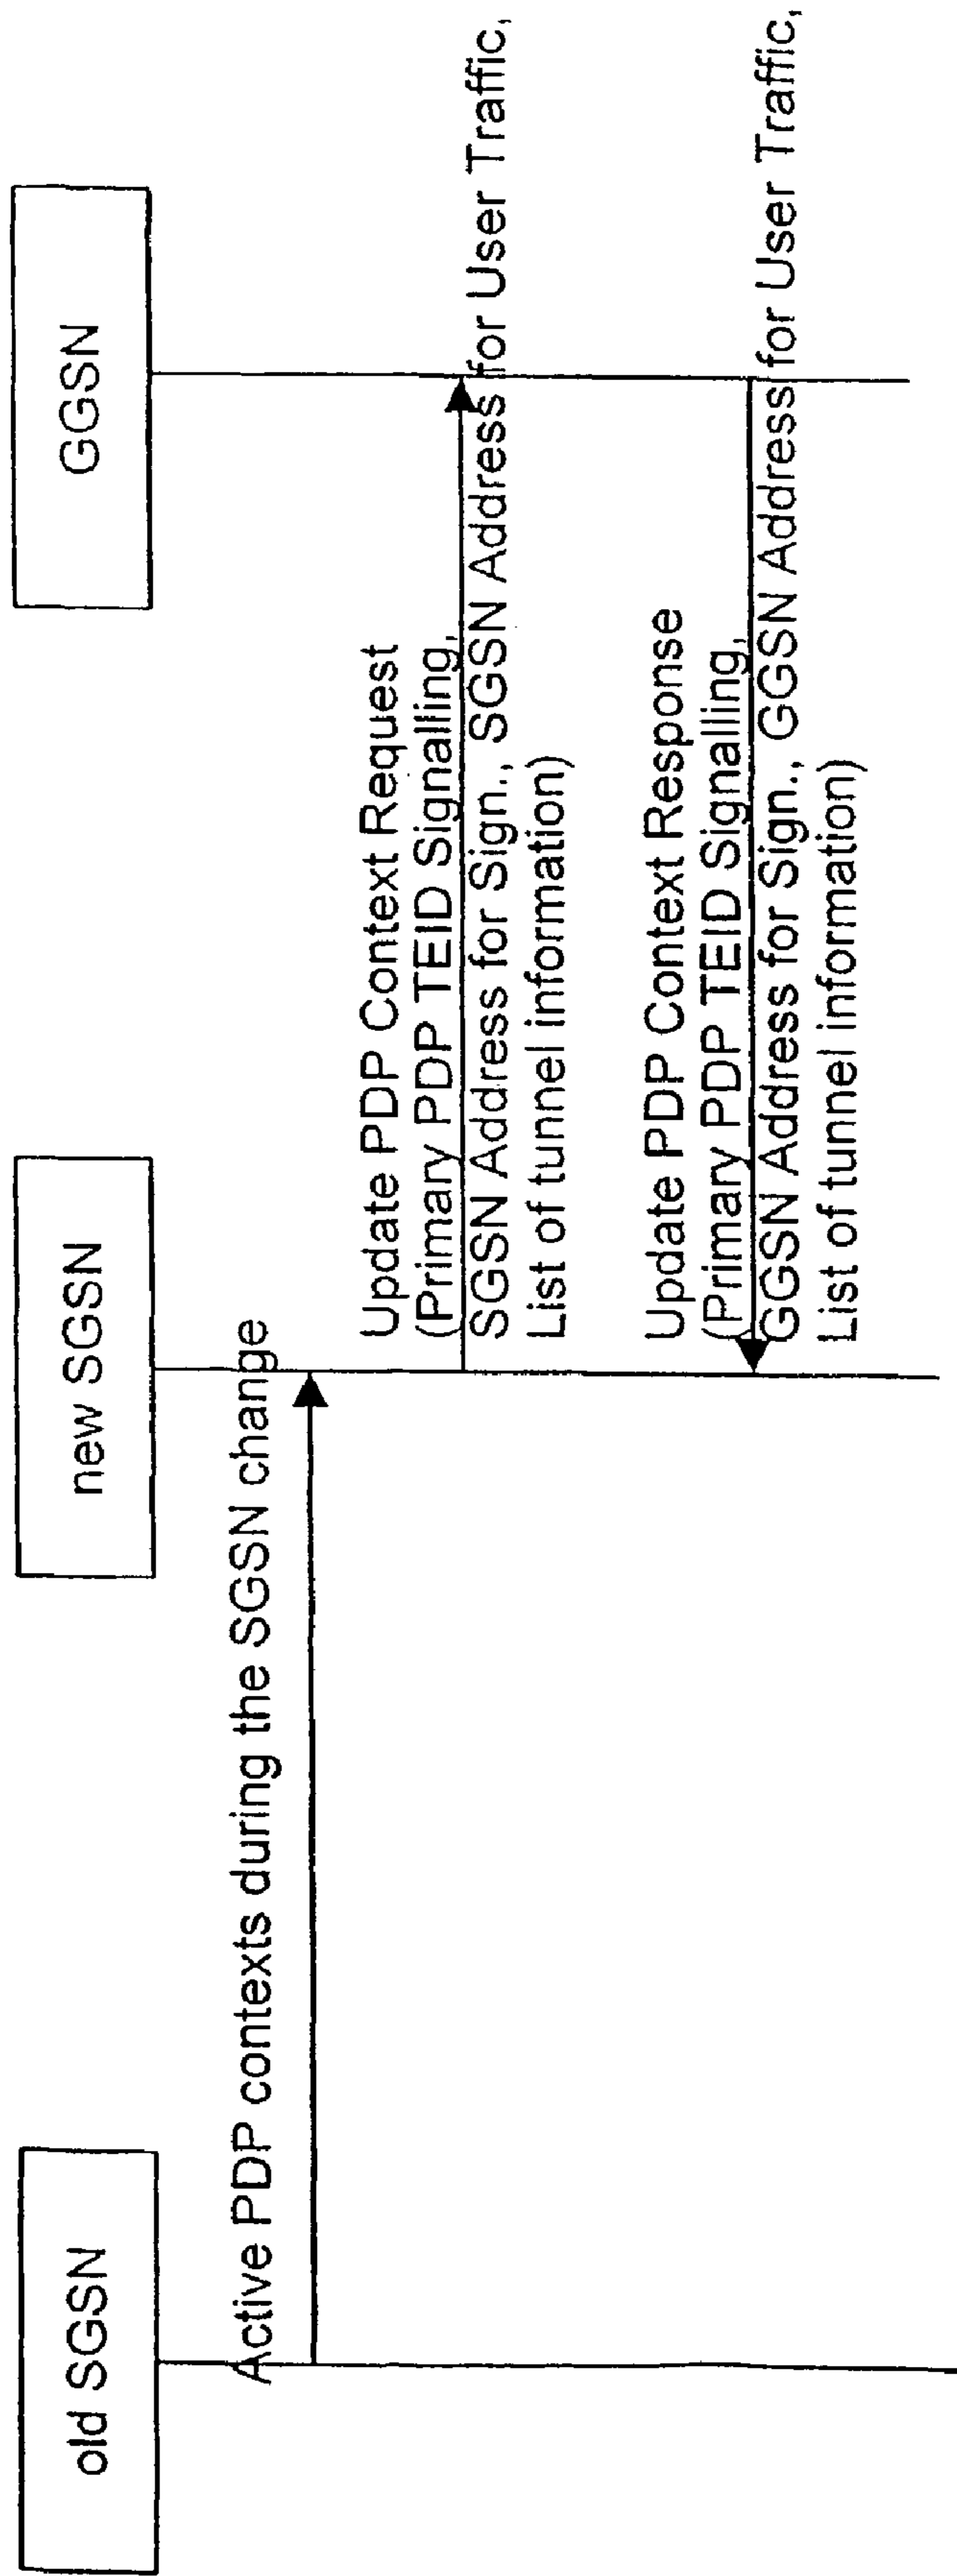 old SGSN
new SGSN
GGSN
Active PDP contexts during the SGSN change
Update PDP Context Request
(Primary PDP TEID Signalling,
SGSN Address for Sign., SGSN Address for User Traffic,
List of tunnel information)
Update PDP Context Response
(Primary PDP TEID Signalling,
GGSN Address for Sign., GGSN Address for User Traffic,
List of tunnel information)